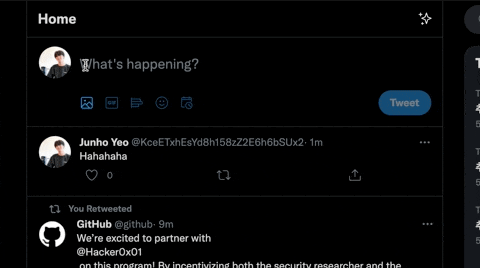 Home
What's happening?
Tweet
Junho Yeo @KceETxhEsYd8h158zZ2E6h6bSUx2· 1m
Hahahaha
0
You Retweeted
GitHub @github· 9m
We're excited to partner with
@Hacker0x01
on this program! By incentivizing both the security researcher and the